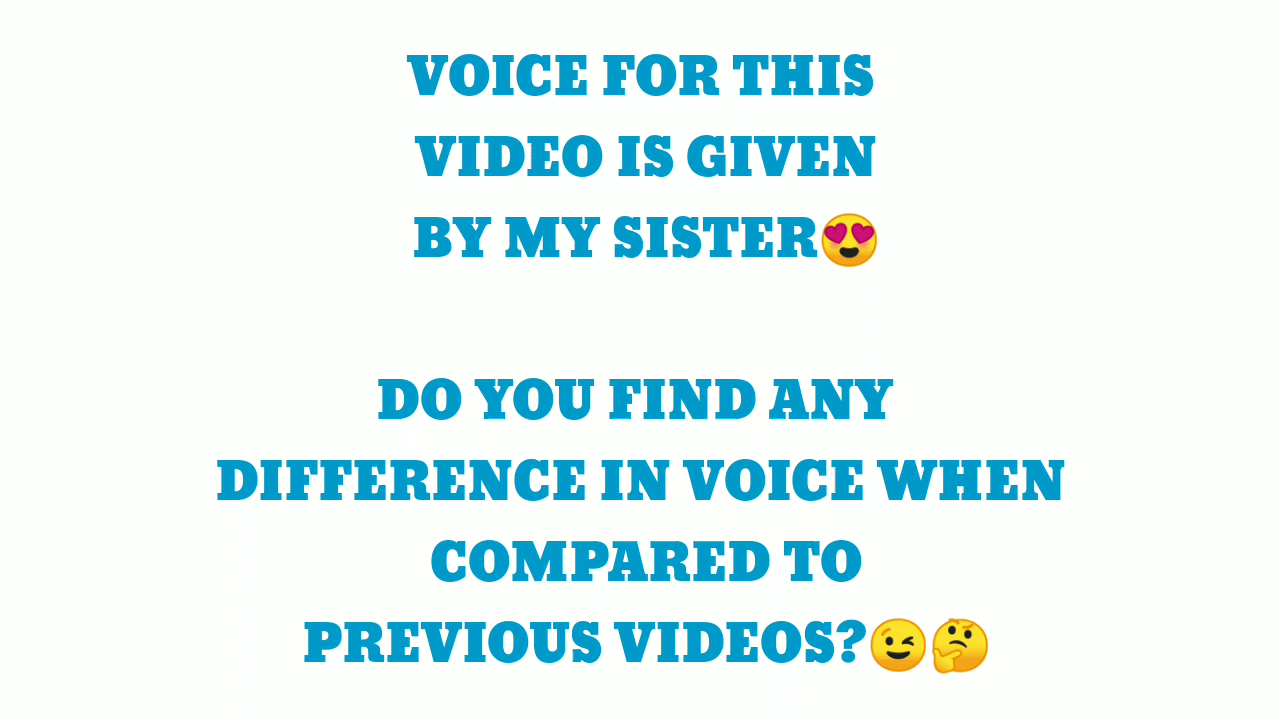 VOICE FOR THIS
VIDEO IS GIVEN
BY MY SISTER😍
DO YOU FIND ANY
DIFFERENCE IN VOICE WHEN
COMPARED TO
PREVIOUS VIDEOS?😉🤔